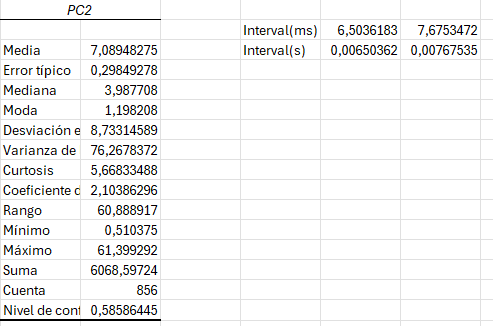 PC2
Interval(ms) 6,5036183 7,6753472
Media 7,08948275 Interval(s) 0,00650362 0,00767535
Error típico 0,29849278
Mediana 3,987708
Moda 1,198208
Desviación e 8,73314589
Varianza de 76,2678372
Curtosis 5,66833488
Coeficiente d 2,10386296
Rango 60,888917
Mínimo 0,510375
Máximo 61,399292
Suma 6068,59724
Cuenta 856
Nivel de conf 0,58586445